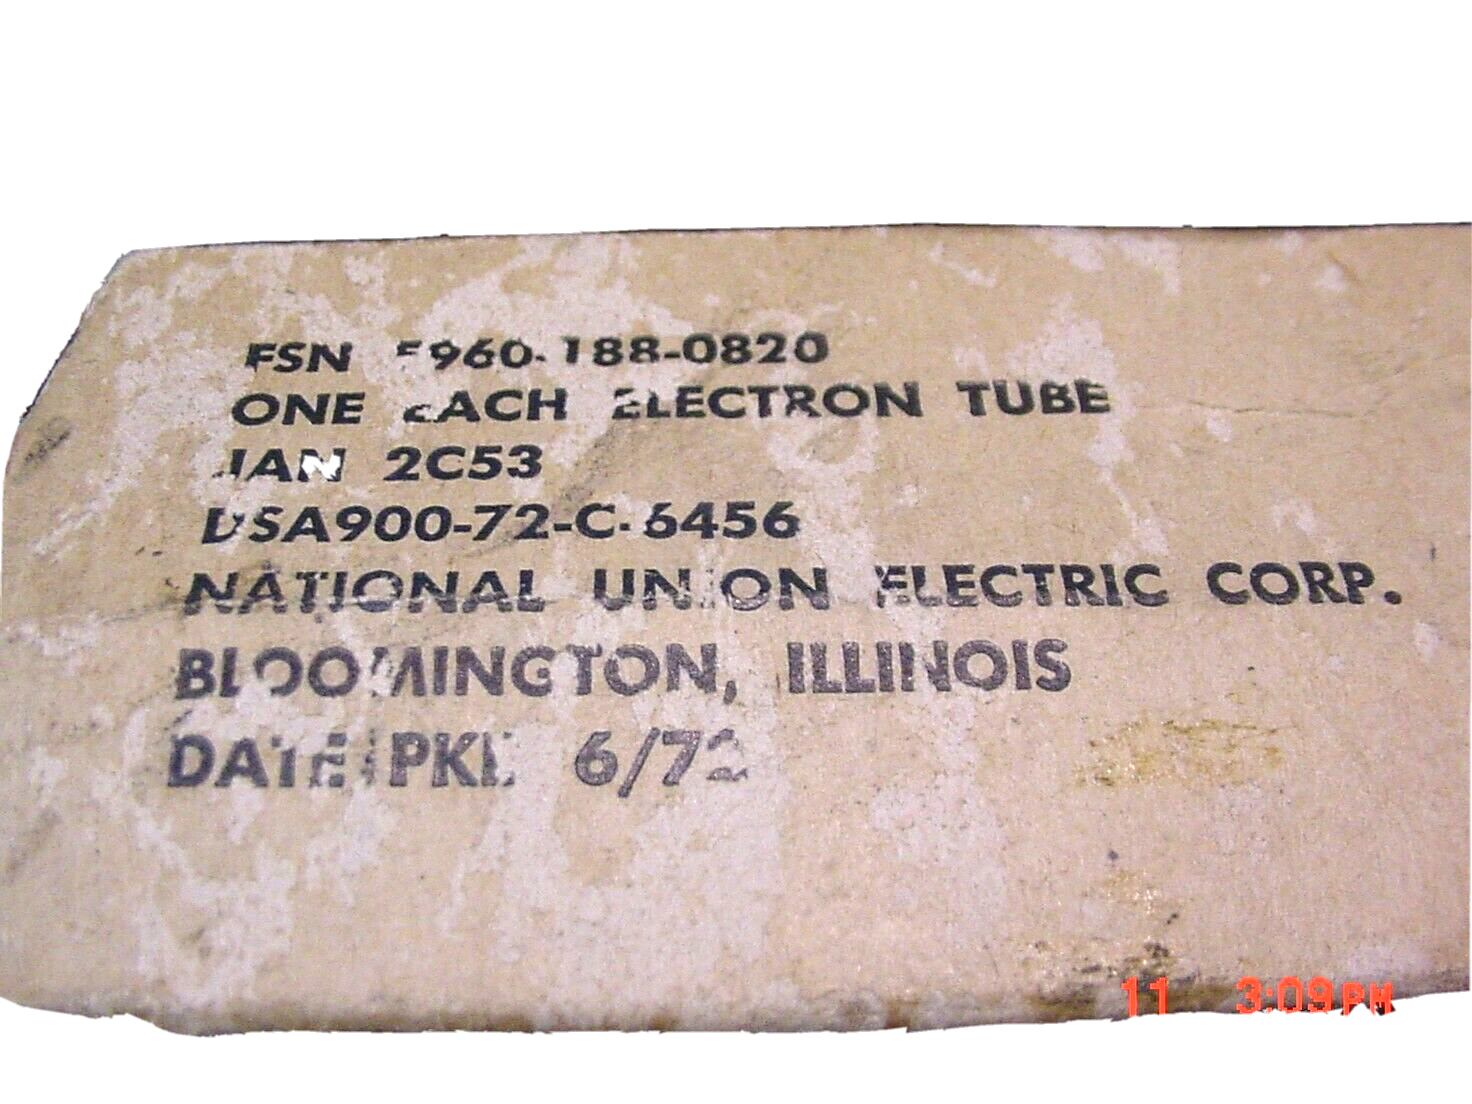 FSN 5960-188-0820
ONE EACH ELECTRON TUBE
JAN 2C53
DSA900-72-C-6456
NATIONAL UNION ELECTRIC CORP.
BLOOMINGTON, ILLINOIS
DATE PKD 6/72
11 3:09PM